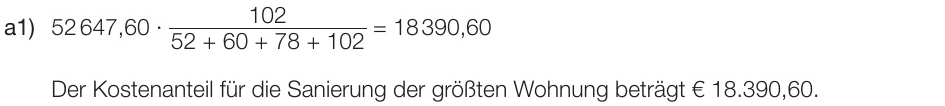 a1) 52 647,60 · 102 / (52 + 60 + 78 + 102) = 18 390,60
Der Kostenanteil für die Sanierung der größten Wohnung beträgt € 18.390,60.